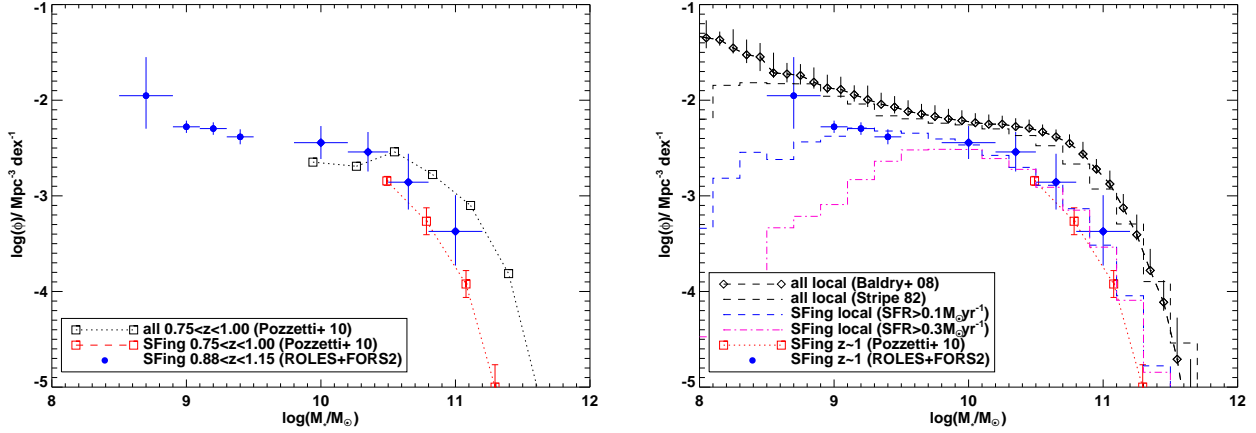 -1
-2
-3
-4
-5
log(ϕ)/ Mpc⁻³ dex⁻¹
all 0.75<z<1.00 (Pozzetti+ 10)
SFing 0.75<z<1.00 (Pozzetti+ 10)
SFing 0.88<z<1.15 (ROLES+FORS2)
8 9 10 11 12
log(M*/M☉)
-1
-2
-3
-4
-5
log(ϕ)/ Mpc⁻³ dex⁻¹
all local (Baldry+ 08)
all local (Stripe 82)
SFing local (SFR>0.1M☉yr⁻¹)
SFing local (SFR>0.3M☉yr⁻¹)
SFing z~1 (Pozzetti+ 10)
SFing z~1 (ROLES+FORS2)
8 9 10 11 12
log(M*/M☉)